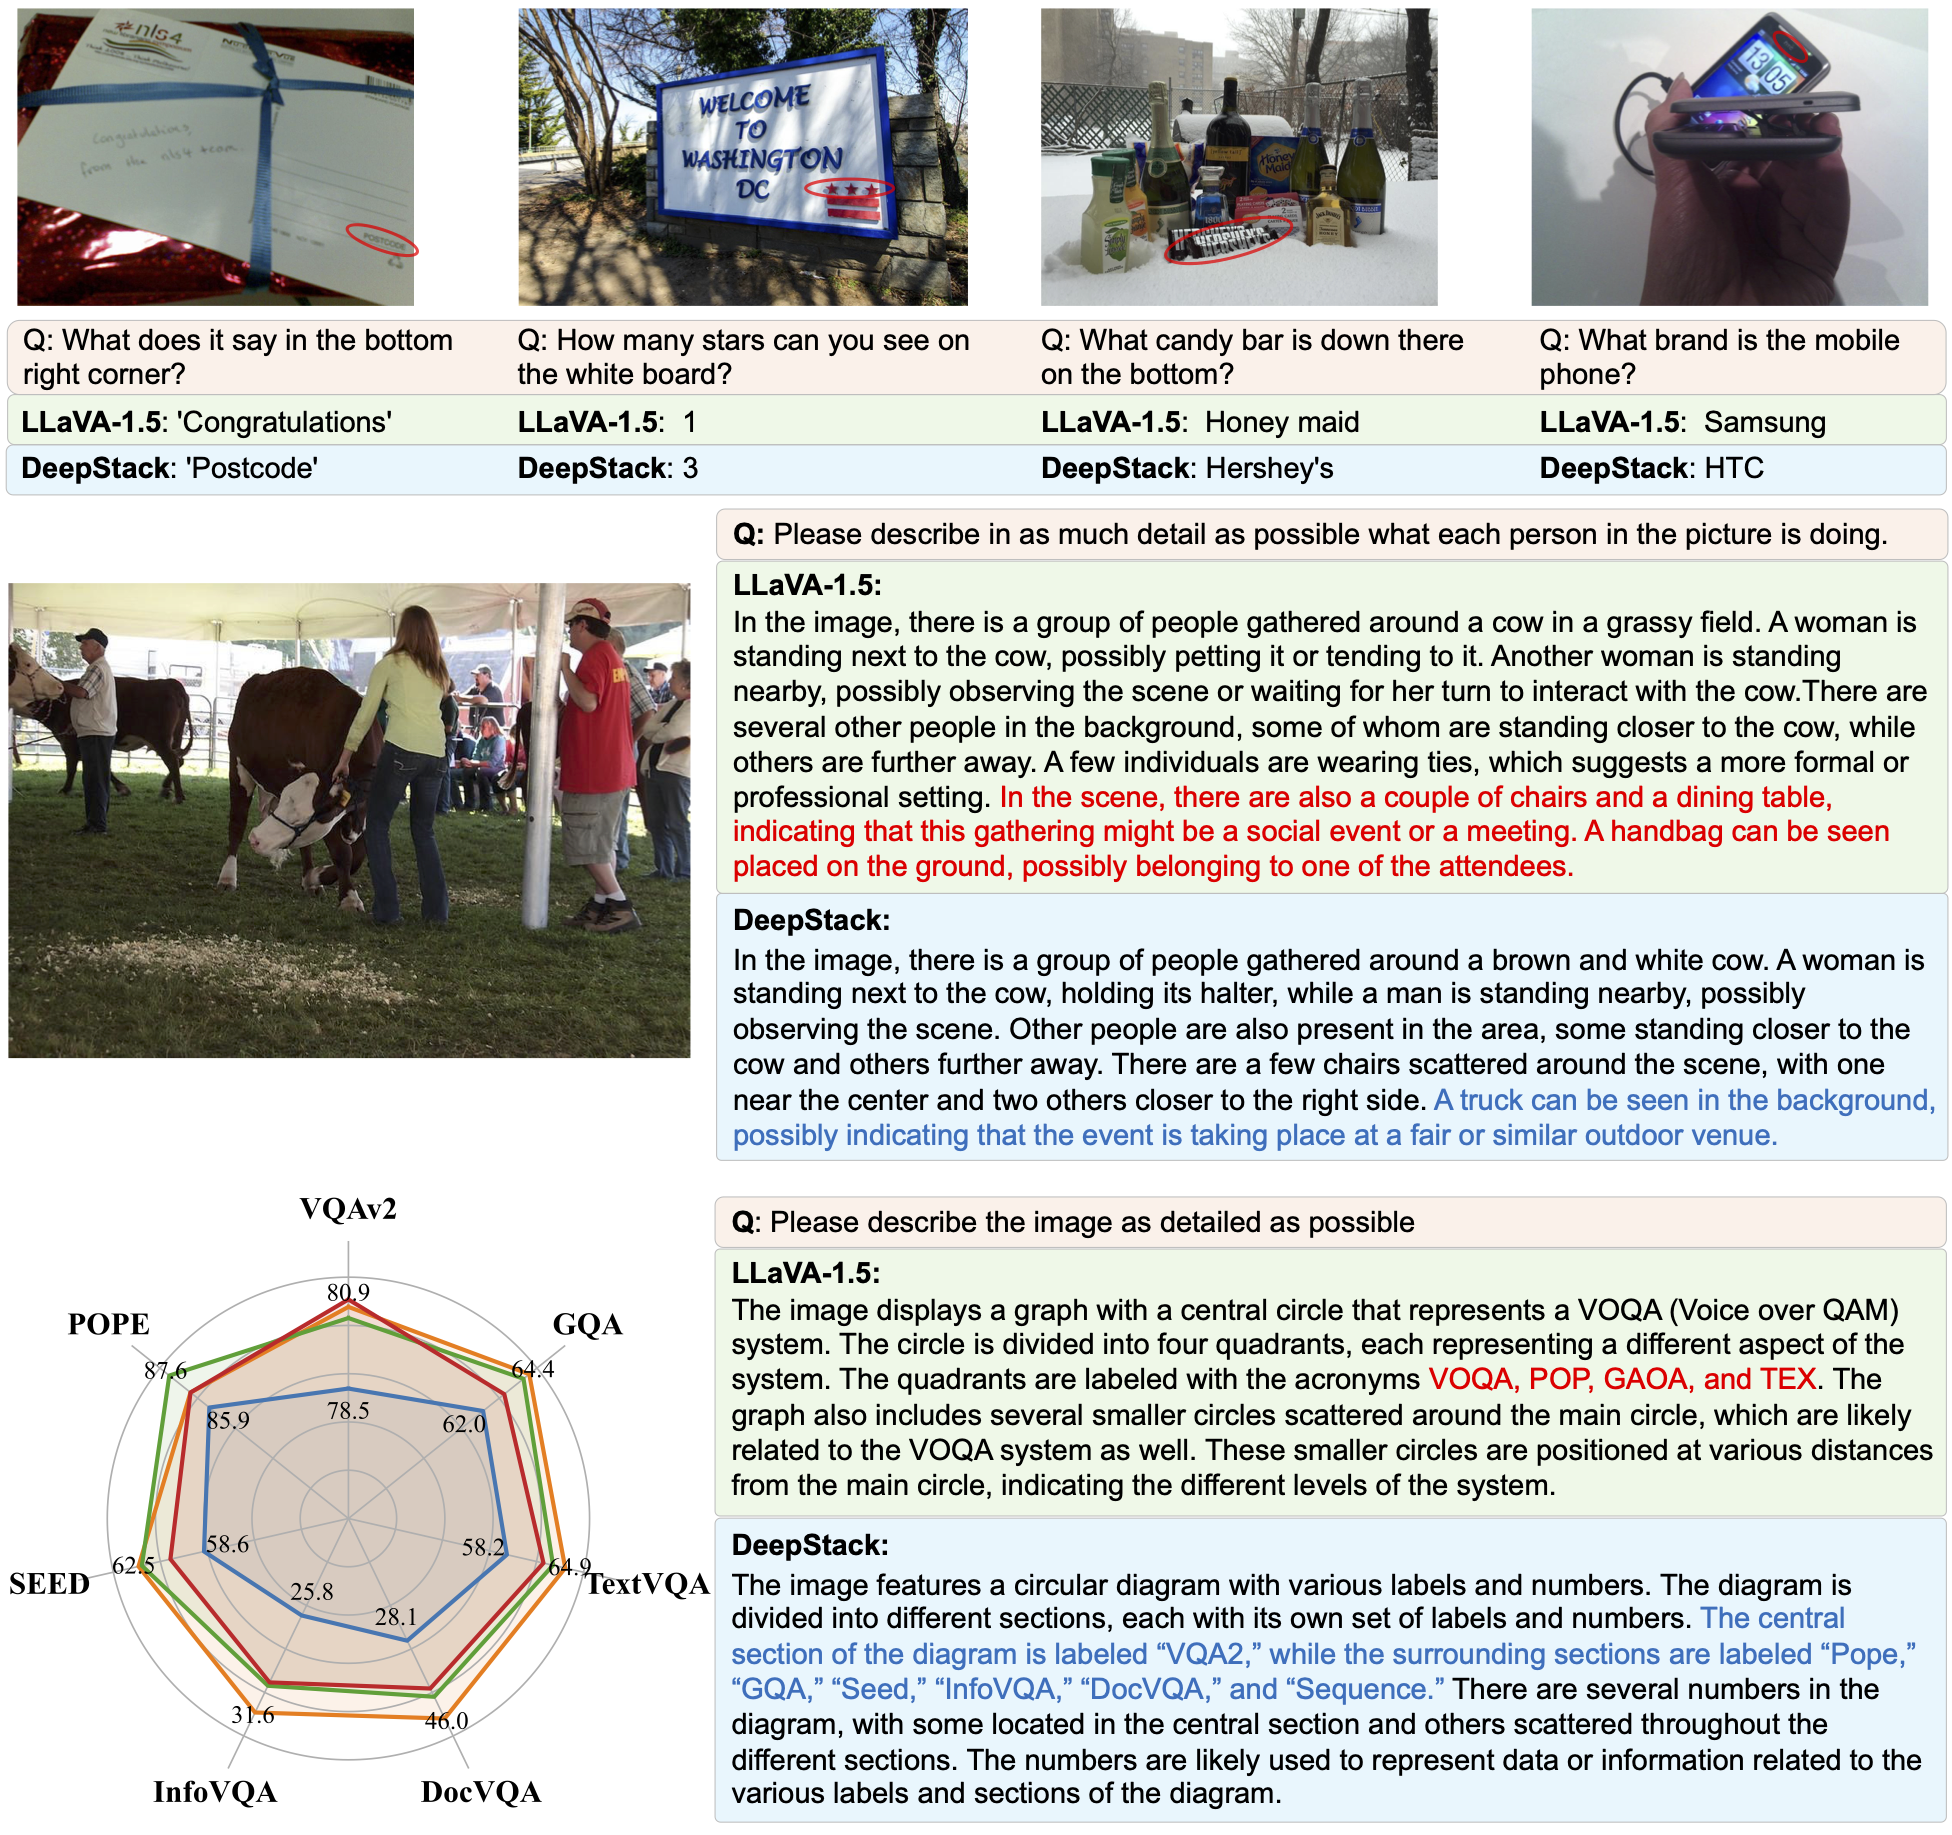 nls4
Congratulations,
from the nls4 team
POSTCODE
WELCOME
TO
WASHINGTON
DC
Honey
Maid
1800
HERSHEY'S
13:05
Q: What does it say in the bottom
right corner?
LLaVA-1.5: 'Congratulations'
DeepStack: 'Postcode'
Q: How many stars can you see on
the white board?
LLaVA-1.5: 1
DeepStack: 3
Q: What candy bar is down there
on the bottom?
LLaVA-1.5: Honey maid
DeepStack: Hershey's
Q: What brand is the mobile
phone?
LLaVA-1.5: Samsung
DeepStack: HTC
Q: Please describe in as much detail as possible what each person in the picture is doing.
LLaVA-1.5:
In the image, there is a group of people gathered around a cow in a grassy field. A woman is
standing next to the cow, possibly petting it or tending to it. Another woman is standing
nearby, possibly observing the scene or waiting for her turn to interact with the cow.There are
several other people in the background, some of whom are standing closer to the cow, while
others are further away. A few individuals are wearing ties, which suggests a more formal or
professional setting. In the scene, there are also a couple of chairs and a dining table,
indicating that this gathering might be a social event or a meeting. A handbag can be seen
placed on the ground, possibly belonging to one of the attendees.
DeepStack:
In the image, there is a group of people gathered around a brown and white cow. A woman is
standing next to the cow, holding its halter, while a man is standing nearby, possibly
observing the scene. Other people are also present in the area, some standing closer to the
cow and others further away. There are a few chairs scattered around the scene, with one
near the center and two others closer to the right side. A truck can be seen in the background,
possibly indicating that the event is taking place at a fair or similar outdoor venue.
VQAv2
80.9
POPE
GQA
87.6
64.4
85.9
78.5
62.0
58.6
58.2
62.5
64.9
SEED
TextVQA
25.8
28.1
31.6
46.0
InfoVQA
DocVQA
Q: Please describe the image as detailed as possible
LLaVA-1.5:
The image displays a graph with a central circle that represents a VOQA (Voice over QAM)
system. The circle is divided into four quadrants, each representing a different aspect of the
system. The quadrants are labeled with the acronyms VOQA, POP, GAOA, and TEX. The
graph also includes several smaller circles scattered around the main circle, which are likely
related to the VOQA system as well. These smaller circles are positioned at various distances
from the main circle, indicating the different levels of the system.
DeepStack:
The image features a circular diagram with various labels and numbers. The diagram is
divided into different sections, each with its own set of labels and numbers. The central
section of the diagram is labeled “VQA2,” while the surrounding sections are labeled “Pope,”
“GQA,” “Seed,” “InfoVQA,” “DocVQA,” and “Sequence.” There are several numbers in the
diagram, with some located in the central section and others scattered throughout the
different sections. The numbers are likely used to represent data or information related to the
various labels and sections of the diagram.